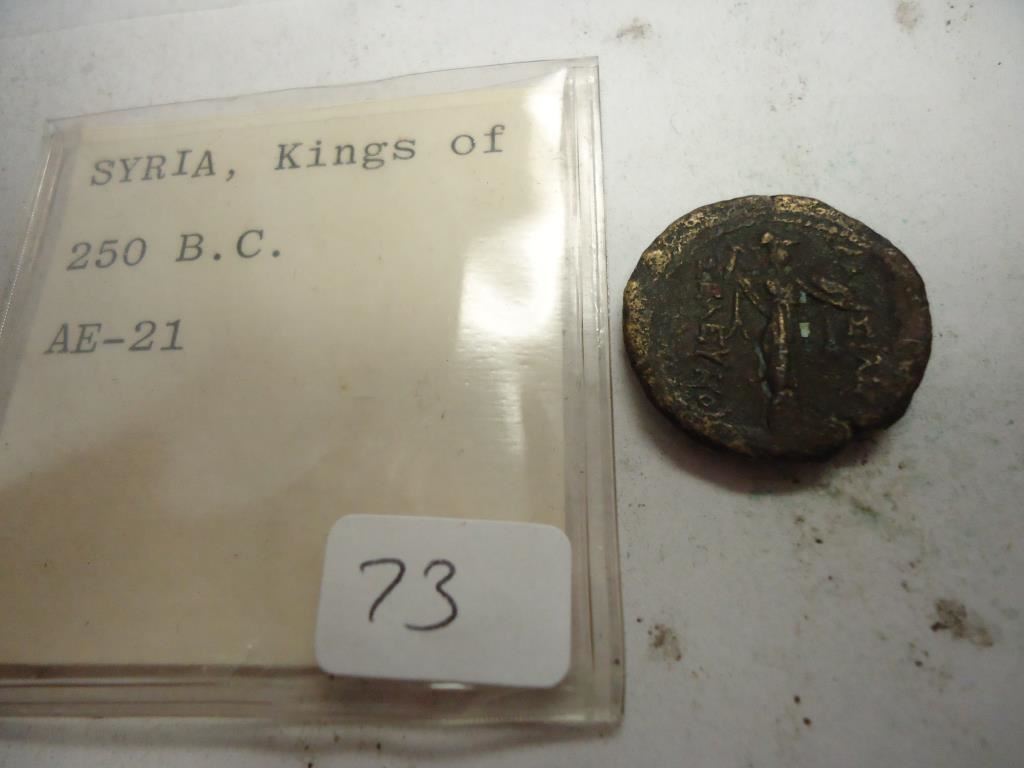 SYRIA, Kings of
250 B.C.
AE-21
73